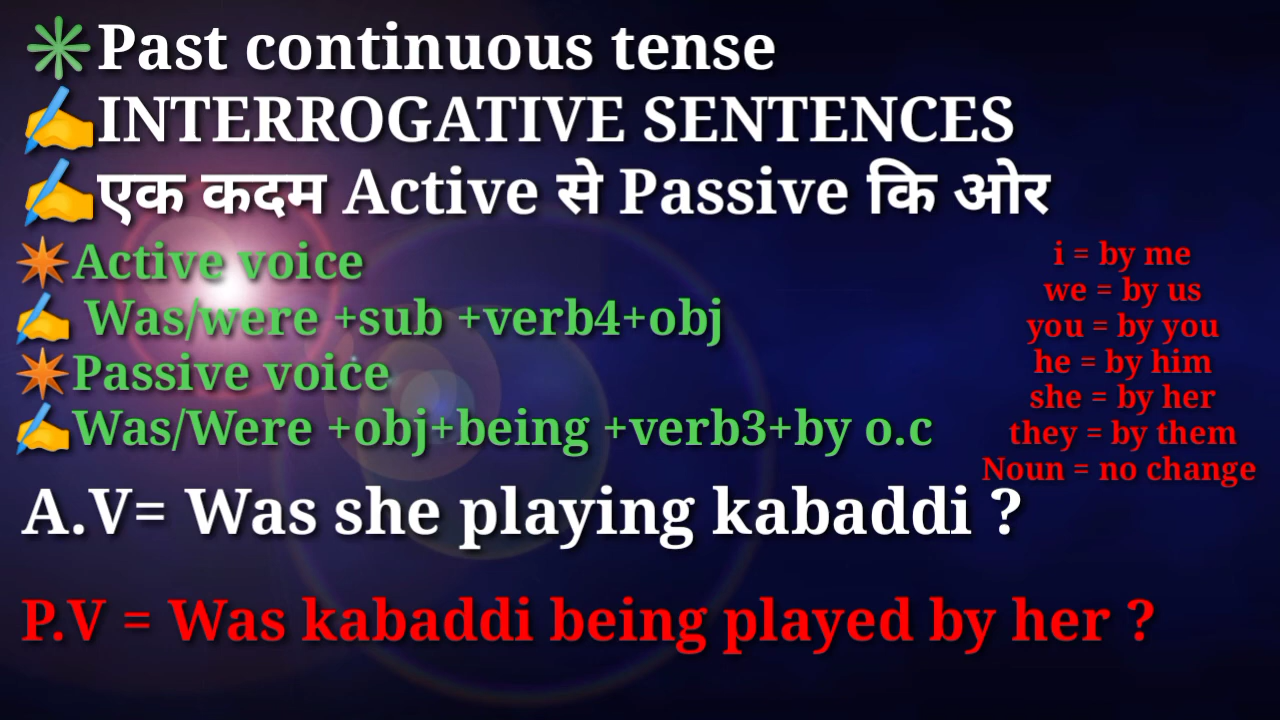 ✳Past continuous tense
✍INTERROGATIVE SENTENCES
✍एक कदम Active से Passive कि ओर
✴Active voice
✍ Was/were +sub +verb4+obj
✴Passive voice
✍Was/Were +obj+being +verb3+by o.c
i = by me
we = by us
you = by you
he = by him
she = by her
they = by them
Noun = no change
A.V= Was she playing kabaddi ?
P.V = Was kabaddi being played by her ?